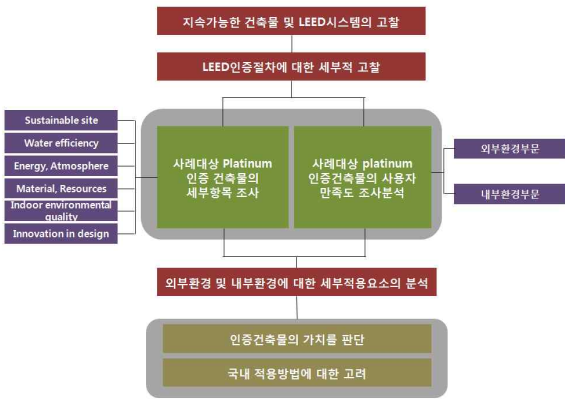 지속가능한 건축물 및 LEED시스템의 고찰
LEED인증절차에 대한 세부적 고찰
Sustainable site
Water efficiency
Energy, Atmosphere
Material, Resources
Indoor environmental
quality
Innovation in design
사례대상 Platinum
인증 건축물의
세부항목 조사
사례대상 platinum
인증건축물의 사용자
만족도 조사분석
외부환경부문
내부환경부문
외부환경 및 내부환경에 대한 세부적용요소의 분석
인증건축물의 가치를 판단
국내 적용방법에 대한 고려